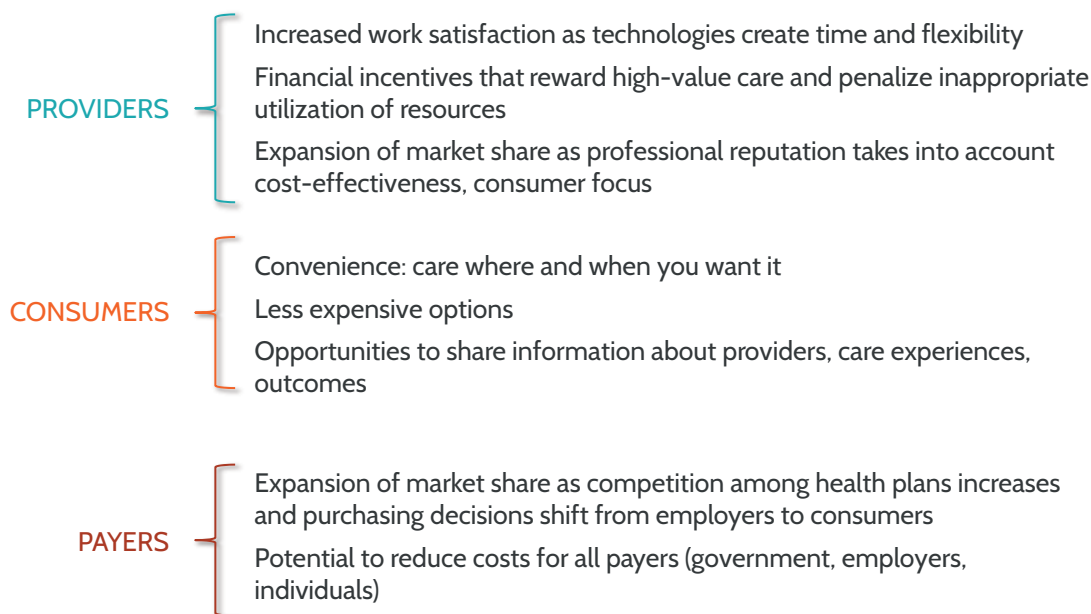 PROVIDERS
Increased work satisfaction as technologies create time and flexibility
Financial incentives that reward high-value care and penalize inappropriate
utilization of resources
Expansion of market share as professional reputation takes into account
cost-effectiveness, consumer focus
CONSUMERS
Convenience: care where and when you want it
Less expensive options
Opportunities to share information about providers, care experiences,
outcomes
PAYERS
Expansion of market share as competition among health plans increases
and purchasing decisions shift from employers to consumers
Potential to reduce costs for all payers (government, employers,
individuals)